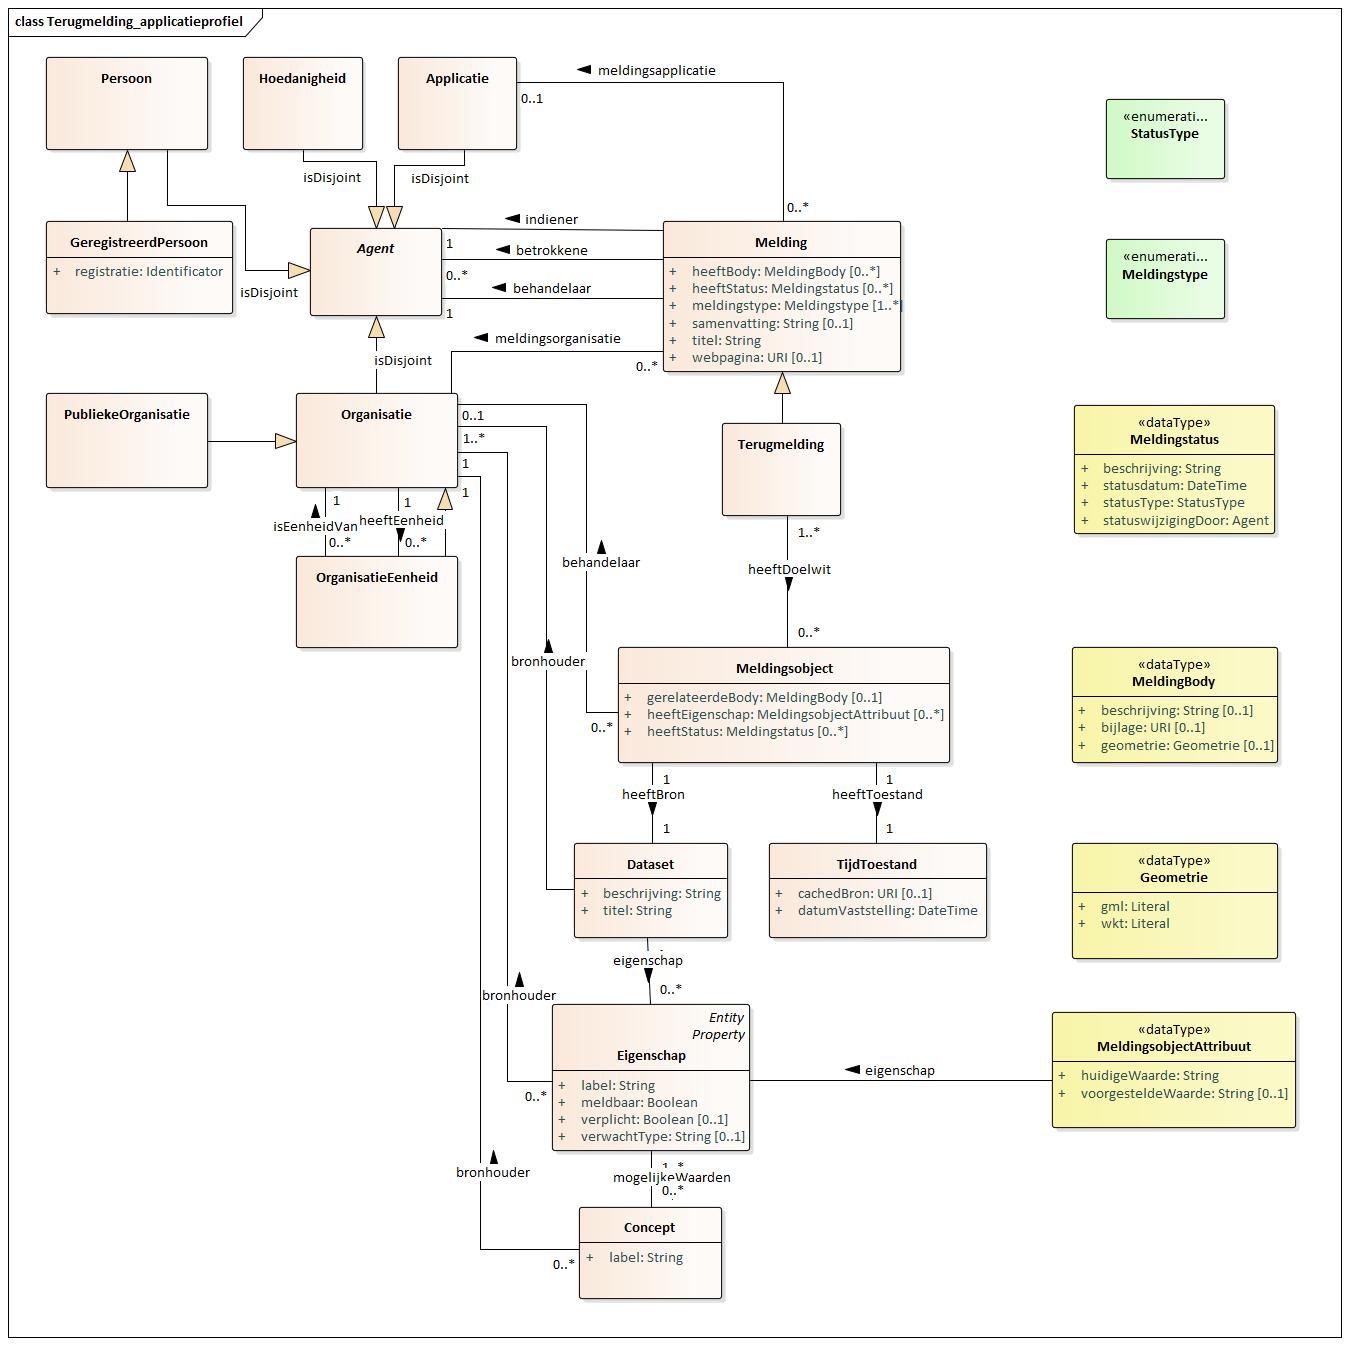 class Terugmelding_applicatieprofiel
Persoon
Hoedanigheid
Applicatie
meldingsapplicatie
0..1
0..*
«enumerati...
StatusType
isDisjoint
isDisjoint
GeregistreerdPersoon
+ registratie: Identificator
isDisjoint
Agent
indiener
1
betrokkene
0..*
behandelaar
1
Melding
+ heeftBody: MeldingBody [0..*]
+ heeftStatus: Meldingstatus [0..*]
+ meldingstype: Meldingstype [1..*]
+ samenvatting: String [0..1]
+ titel: String
+ webpagina: URI [0..1]
«enumerati...
Meldingstype
meldingsorganisatie
0..*
isDisjoint
PubliekeOrganisatie
Organisatie
0..1
1..*
1
1
Terugmelding
«dataType»
Meldingstatus
+ beschrijving: String
+ statusdatum: DateTime
+ statusType: StatusType
+ statuswijzigingDoor: Agent
1
isEenheidVan
0..*
1
heeftEenheid
0..*
OrganisatieEenheid
1..*
heeftDoelwit
0..*
behandelaar
0..*
bronhouder
Meldingsobject
+ gerelateerdeBody: MeldingBody [0..1]
+ heeftEigenschap: MeldingsobjectAttribuut [0..*]
+ heeftStatus: Meldingstatus [0..*]
«dataType»
MeldingBody
+ beschrijving: String [0..1]
+ bijlage: URI [0..1]
+ geometrie: Geometrie [0..1]
1
heeftBron
1
1
heeftToestand
1
Dataset
+ beschrijving: String
+ titel: String
TijdToestand
+ cachedBron: URI [0..1]
+ datumVaststelling: DateTime
«dataType»
Geometrie
+ gml: Literal
+ wkt: Literal
eigenschap
0..*
bronhouder
0..*
Entity
Property
Eigenschap
+ label: String
+ meldbaar: Boolean
+ verplicht: Boolean [0..1]
+ verwachtType: String [0..1]
eigenschap
«dataType»
MeldingsobjectAttribuut
+ huidigeWaarde: String
+ voorgesteldeWaarde: String [0..1]
1..*
mogelijkeWaarden
0..*
bronhouder
0..*
Concept
+ label: String